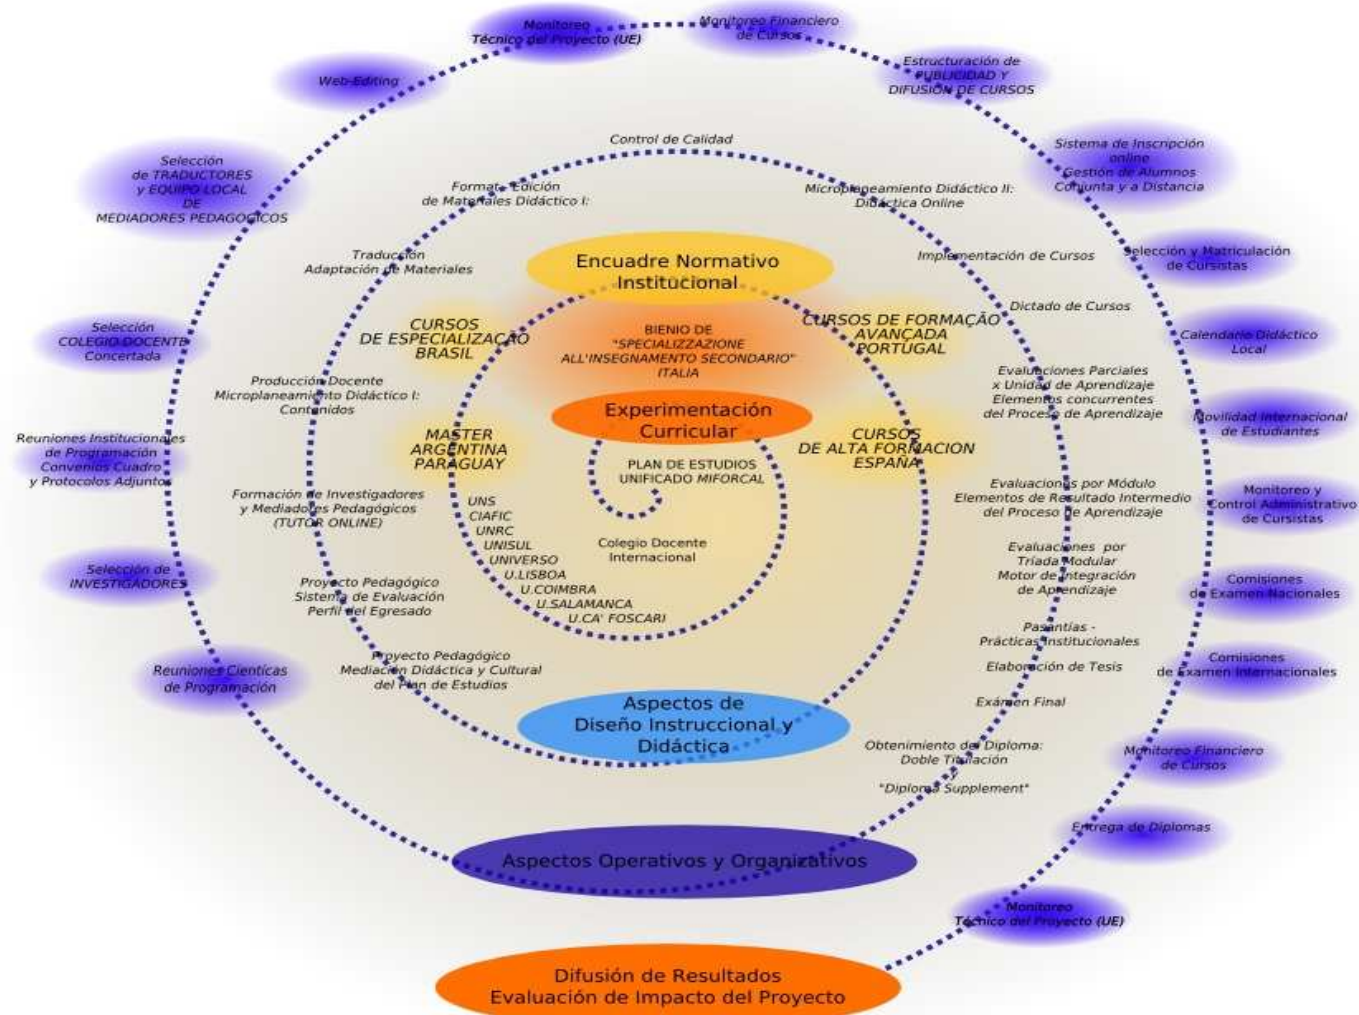 Monitoreo
Técnico del Proyecto (UE)
Monitoreo Financiero
de Cursos
Web-Editing
Estructuración de
PUBLICIDAD Y
DIFUSIÓN DE CURSOS
Control de Calidad
Sistema de Inscripción
online
Gestión de Alumnos
Conjunta y a Distancia
Selección
de TRADUCTORES
y EQUIPO LOCAL
DE
MEDIADORES PEDAGÓGICOS
Format - Edición
de Materiales Didáctico I:
Microplaneamiento Didáctico II:
Didáctica Online
Traducción
Adaptación de Materiales
Encuadre Normativo
Institucional
Implementación de Cursos
Selección y Matriculación
de Cursistas
Dictado de Cursos
Selección
COLEGIO DOCENTE
Concertada
CURSOS
DE ESPECIALIZAÇÃO
BRASIL
BIENIO DE
"SPECIALIZZAZIONE
ALL'INSEGNAMENTO SECONDARIO"
ITALIA
CURSOS DE FORMAÇÃO
AVANÇADA
PORTUGAL
Calendario Didáctico
Local
Producción Docente
Microplaneamiento Didáctico I:
Contenidos
Experimentación
Curricular
Evaluaciones Parciales
x Unidad de Aprendizaje
Elementos concurrentes
del Proceso de Aprendizaje
Movilidad Internacional
de Estudiantes
Reuniones Institucionales
de Programación
Convenios Cuadro
y Protocolos Adjuntos
MASTER
ARGENTINA
PARAGUAY
PLAN DE ESTUDIOS
UNIFICADO MIFORCAL
CURSOS
DE ALTA FORMACION
ESPAÑA
Formación de Investigadores
y Mediadores Pedagógicos
(TUTOR ONLINE)
UNS
CIAFIC
UNRC
UNISUL
UNIVERSO
U.LISBOA
U.COIMBRA
U.SALAMANCA
U.CA' FOSCARI
Colegio Docente
Internacional
Evaluaciones por Módulo
Elementos de Resultado Intermedio
del Proceso de Aprendizaje
Monitoreo y
Control Administrativo
de Cursistas
Evaluaciones por
Tríada Modular
Motor de Integración
de Aprendizaje
Selección de
INVESTIGADORES
Proyecto Pedagógico
Sistema de Evaluación
Perfil del Egresado
Comisiones
de Examen Nacionales
Pasantías -
Prácticas Institucionales
Reuniones Cientícas
de Programación
Proyecto Pedagógico
Mediación Didáctica y Cultural
del Plan de Estudios
Elaboración de Tesis
Comisiones
de Examen Internacionales
Exámen Final
Aspectos de
Diseño Instruccional y
Didáctica
Obtenimiento del Diploma:
Doble Titulación
y
"Diploma Supplement"
Monitoreo Financiero
de Cursos
Entrega de Diplomas
Aspectos Operativos y Organizativos
Monitoreo
Técnico del Proyecto (UE)
Difusión de Resultados
Evaluación de Impacto del Proyecto